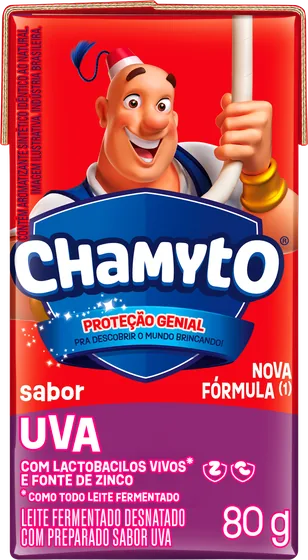 CONTÉM AROMATIZANTE SINTÉTICO IDÊNTICO AO NATURAL.
IMAGEM ILUSTRATIVA. INDÚSTRIA BRASILEIRA.
CHAMYTO®
PROTEÇÃO GENIAL
PRA DESCOBRIR O MUNDO BRINCANDO!
NOVA
FÓRMULA (1)
sabor
UVA
COM LACTOBACILOS VIVOS*
E FONTE DE ZINCO
*COMO TODO LEITE FERMENTADO
LEITE FERMENTADO DESNATADO
COM PREPARADO SABOR UVA
80 g